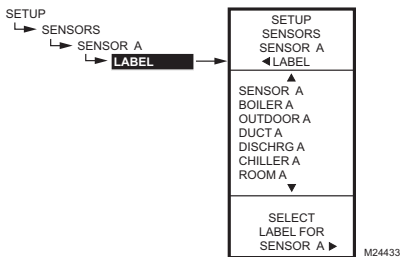 SETUP
SENSORS
SENSOR A
LABEL
SETUP
SENSORS
SENSOR A
◄LABEL
▲
SENSOR A
BOILER A
OUTDOOR A
DUCT A
DISCHRG A
CHILLER A
ROOM A
▼
SELECT
LABEL FOR
SENSOR A ►
M24433